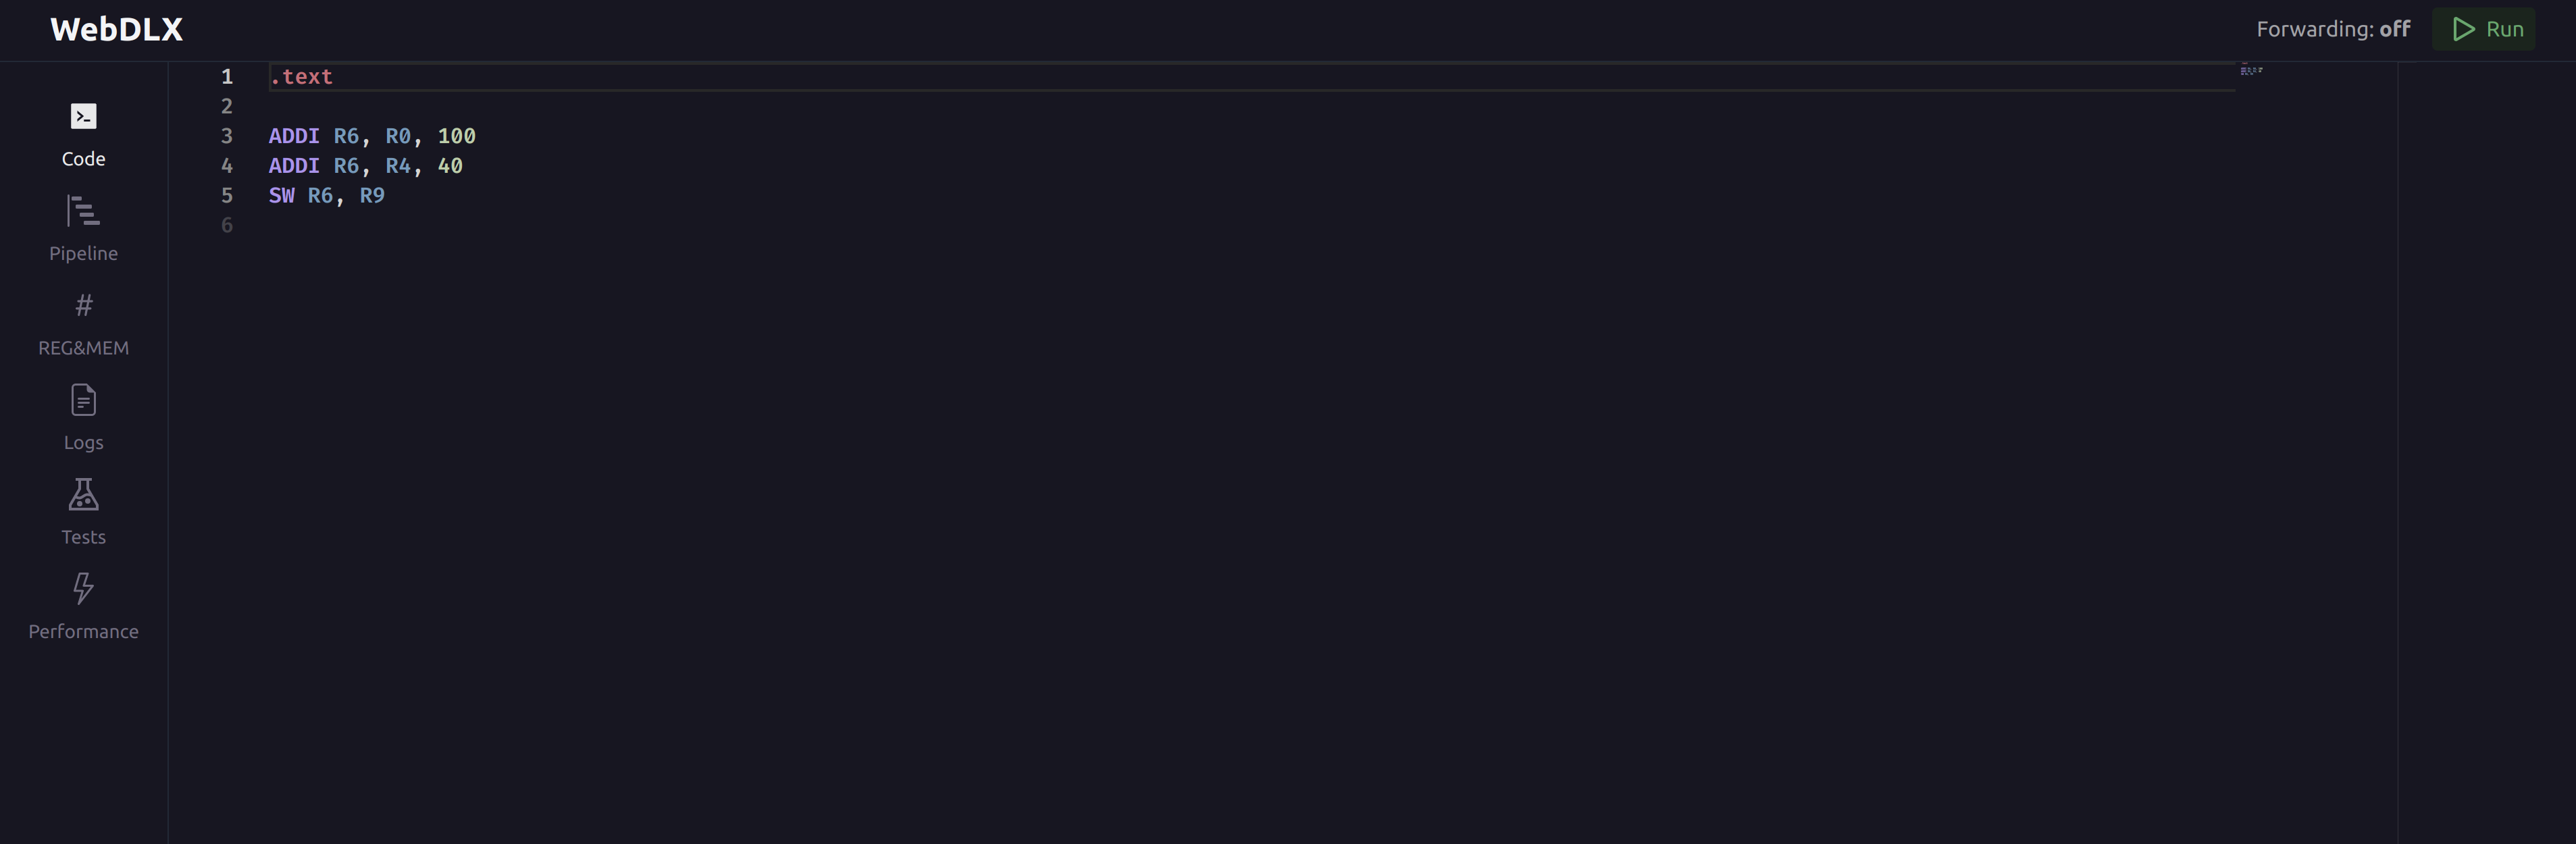 WebDLX
Forwarding: off
Run
Code
Pipeline
#
REG&MEM
Logs
Tests
Performance
1 .text
2
3 ADDI R6, R0, 100
4 ADDI R6, R4, 40
5 SW R6, R9
6